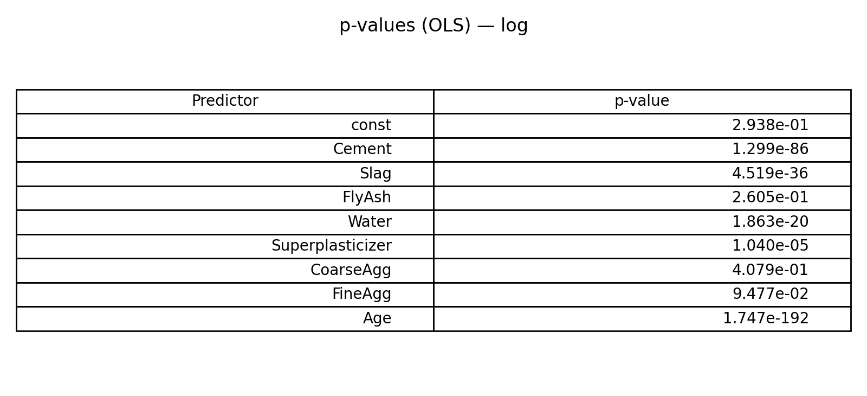 p-values (OLS) — log
Predictor p-value
const 2.938e-01
Cement 1.299e-86
Slag 4.519e-36
FlyAsh 2.605e-01
Water 1.863e-20
Superplasticizer 1.040e-05
CoarseAgg 4.079e-01
FineAgg 9.477e-02
Age 1.747e-192